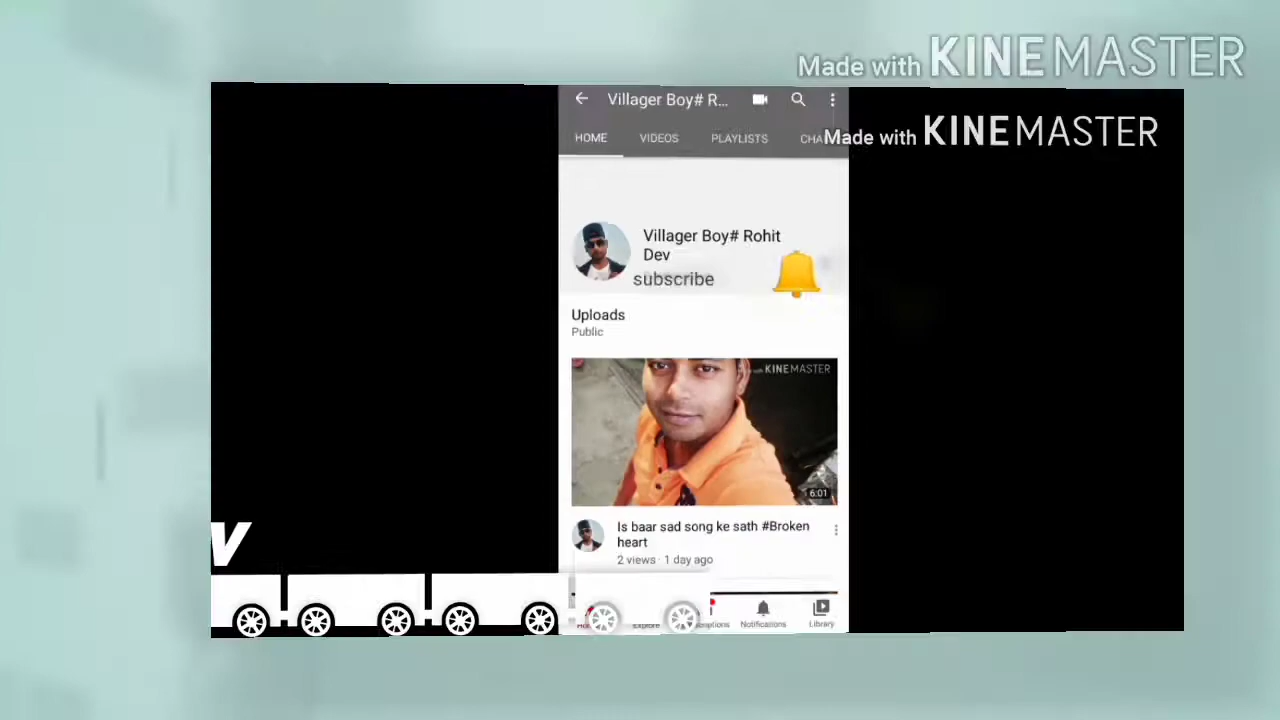 Made with KINEMASTER
Villager Boy# R...
Made with KINEMASTER
HOME VIDEOS PLAYLISTS CHA
Villager Boy# Rohit
Dev
subscribe
Uploads
Public
KINEMASTER
6:01
Is baar sad song ke sath #Broken
heart
2 views · 1 day ago
V
Explore
Notifications
Library